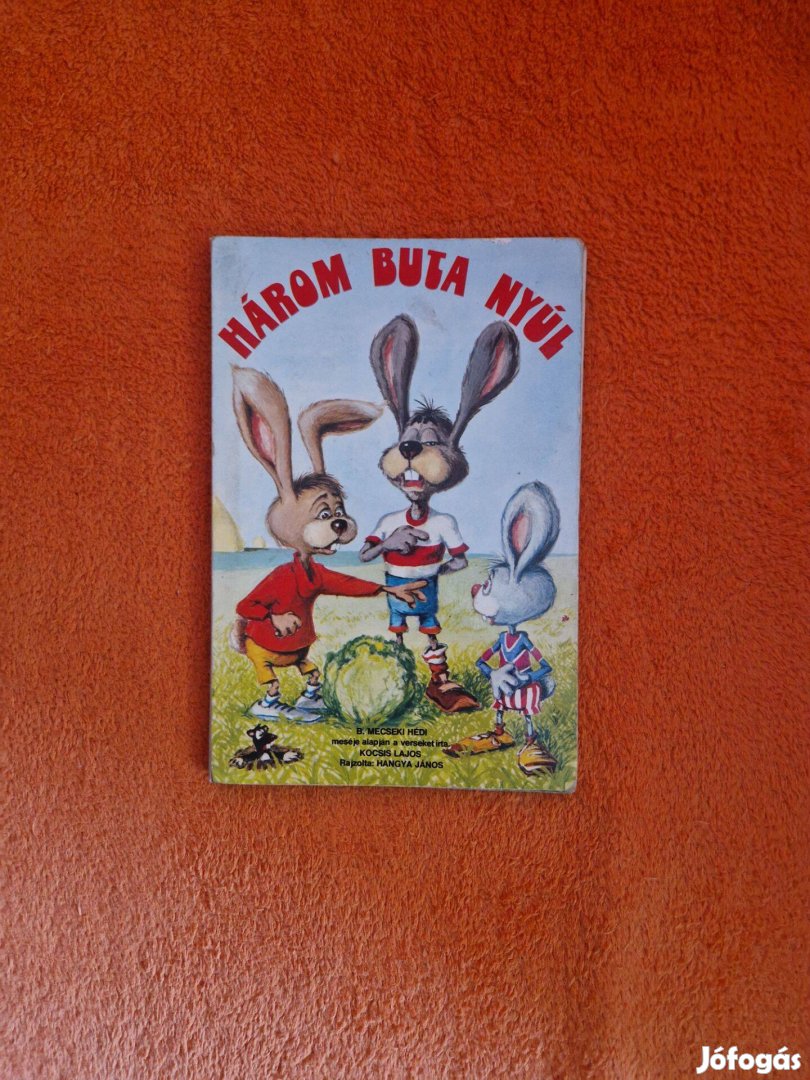 HÁROM BUTA NYÚL
B. MECSEKI HÉDI
meséje alapján a verseket írta
KOCSIS LAJOS
Rajzolta: HANGYA JÁNOS
Jófogás